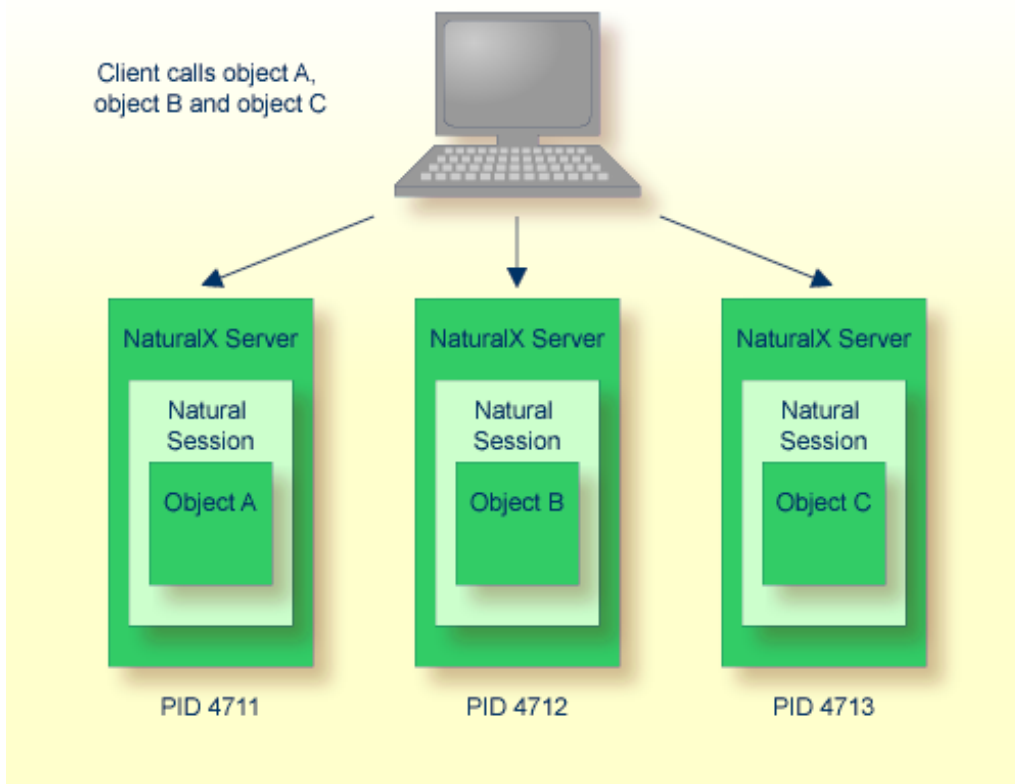 Client calls object A,
object B and object C
NaturalX Server
Natural
Session
Object A
PID 4711
NaturalX Server
Natural
Session
Object B
PID 4712
NaturalX Server
Natural
Session
Object C
PID 4713